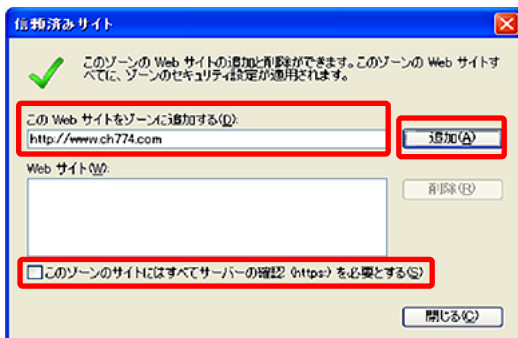 信頼済みサイト
このゾーンの Web サイトの追加と削除ができます。このゾーンの Web サイトす
べてに、ゾーンのセキュリティ設定が適用されます。
この Web サイトをゾーンに追加する(D):
http://www.ch774.com
追加(A)
Web サイト(W):
削除(R)
このゾーンのサイトにはすべてサーバーの確認 (https:) を必要とする(S)
閉じる(C)